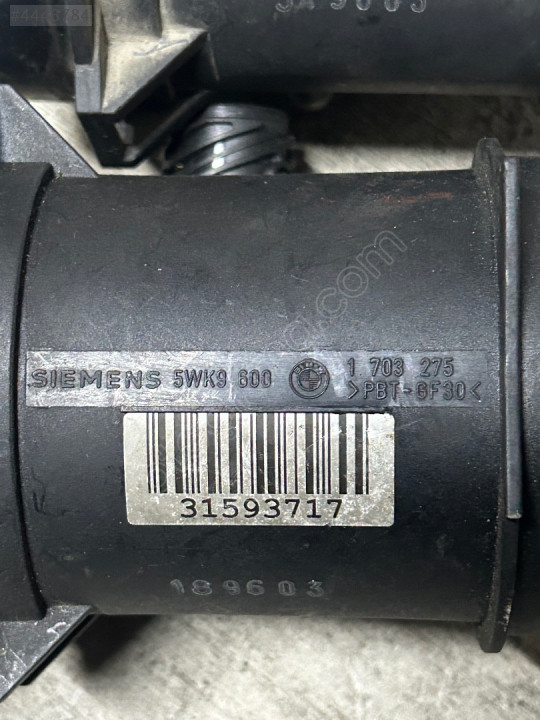 SIEMENS 5WK9 600 1 703 275
>PBT-GF30<
31593717
189603